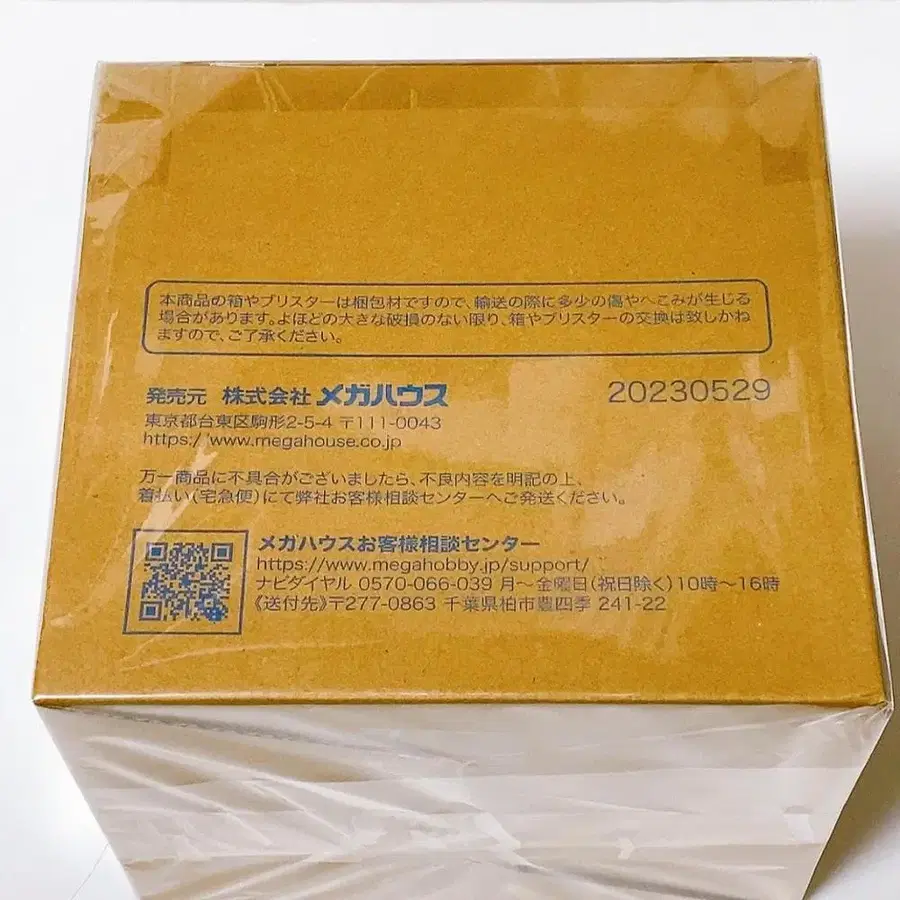 本商品の箱やブリスターは梱包材ですので、輸送の際に多少の傷やへこみが生じる
場合があります。よほどの大きな破損のない限り、箱やブリスターの交換は致しかね
ますので、ご了承ください。
発売元 株式会社 メガハウス 20230529
東京都台東区駒形2-5-4 〒111-0043
https://www.megahouse.co.jp
万一商品に不具合がございましたら、不良内容を明記の上、
着払い(宅急便)にて弊社お客様相談センターへご発送ください。
メガハウスお客様相談センター
https://www.megahobby.jp/support/
ナビダイヤル 0570-066-039 月〜金曜日(祝日除く)10時〜16時
《送付先》〒277-0863 千葉県柏市豊四季 241-22